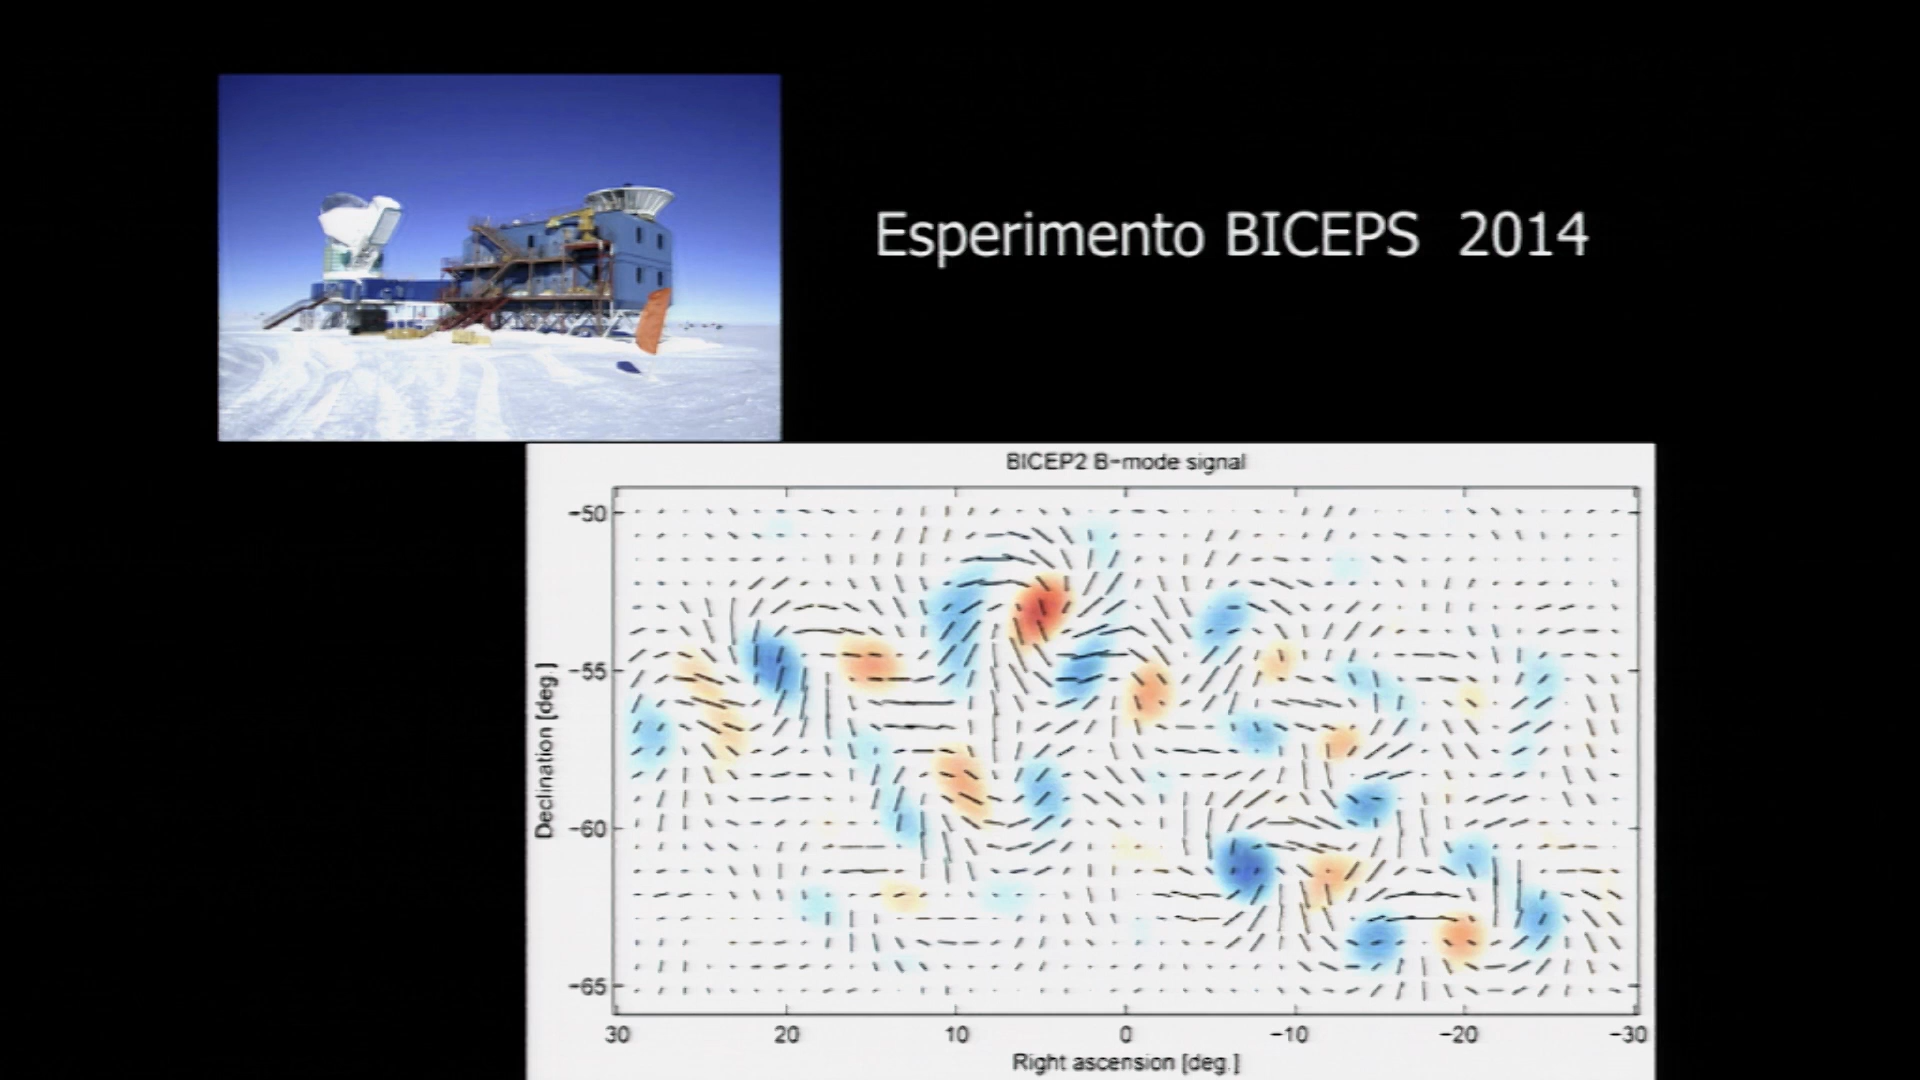 Esperimento BICEPS 2014
BICEP2 B-mode signal
-50
-55
-60
-65
Declination [deg.]
30 20 10 0 -10 -20 -30
Right ascension [deg.]